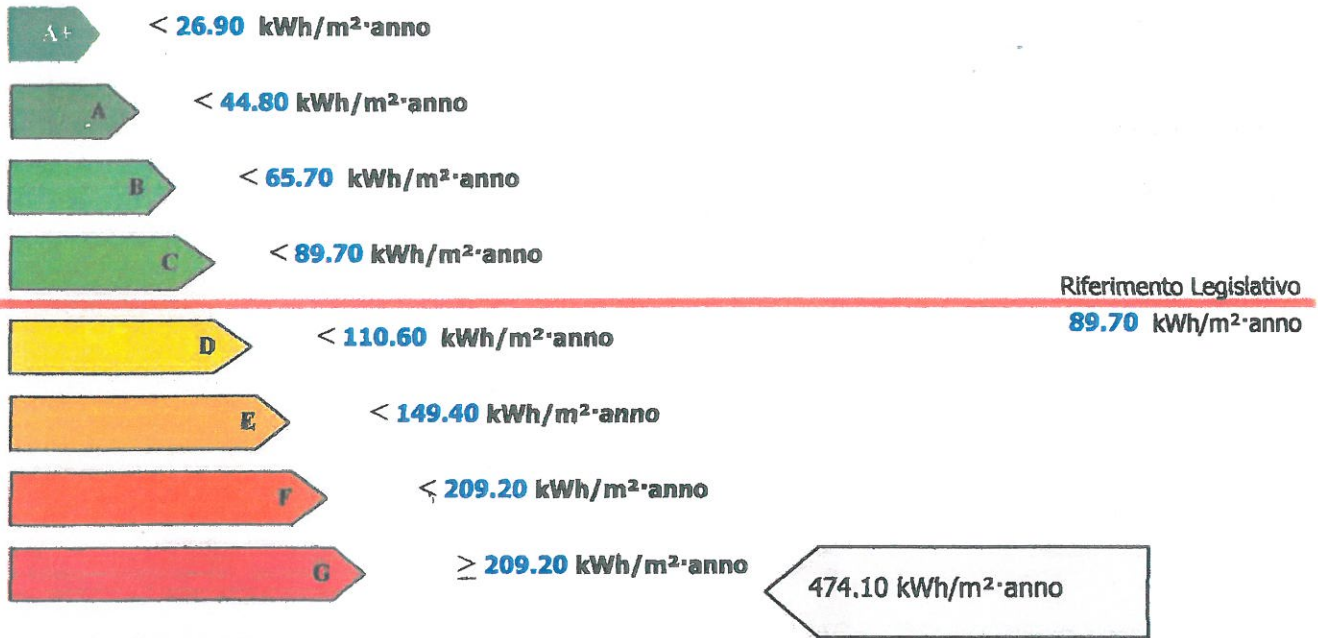 A+ < 26.90 kWh/m²·anno
A < 44.80 kWh/m²·anno
B < 65.70 kWh/m²·anno
C < 89.70 kWh/m²·anno
Riferimento Legislativo
89.70 kWh/m²·anno
D < 110.60 kWh/m²·anno
E < 149.40 kWh/m²·anno
F < 209.20 kWh/m²·anno
G ≥ 209.20 kWh/m²·anno
474.10 kWh/m²·anno